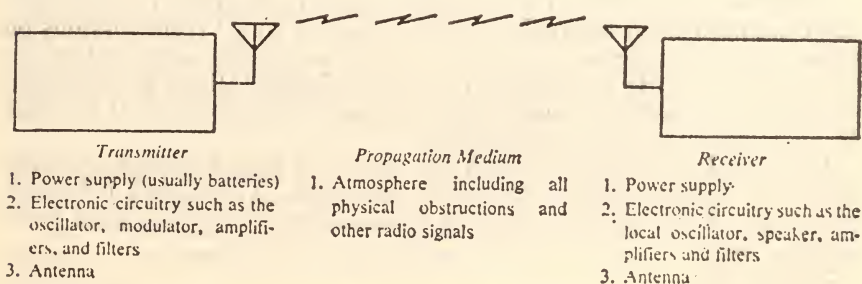 Transmitter
1. Power supply (usually batteries)
2. Electronic circuitry such as the
oscillator, modulator, amplifi-
ers, and filters
3. Antenna
Propagation Medium
1. Atmosphere including all
physical obstructions and
other radio signals
Receiver
1. Power supply
2. Electronic circuitry such as the
local oscillator, speaker, am-
plifiers and filters
3. Antenna